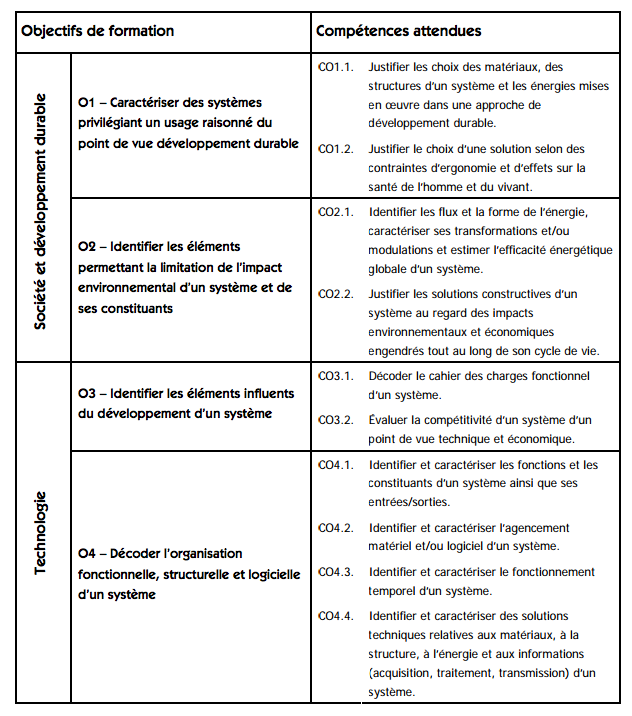 Objectifs de formation
Compétences attendues
Société et développement durable
O1 – Caractériser des systèmes
privilégiant un usage raisonné du
point de vue développement durable
CO1.1. Justifier les choix des matériaux, des
structures d'un système et les énergies mises
en œuvre dans une approche de
développement durable.
CO1.2. Justifier le choix d'une solution selon des
contraintes d'ergonomie et d'effets sur la
santé de l'homme et du vivant.
O2 – Identifier les éléments
permettant la limitation de l'impact
environnemental d'un système et de
ses constituants
CO2.1. Identifier les flux et la forme de l'énergie,
caractériser ses transformations et/ou
modulations et estimer l'efficacité énergétique
globale d'un système.
CO2.2. Justifier les solutions constructives d'un
système au regard des impacts
environnementaux et économiques
engendrés tout au long de son cycle de vie.
Technologie
O3 – Identifier les éléments influents
du développement d'un système
CO3.1. Décoder le cahier des charges fonctionnel
d'un système.
CO3.2. Évaluer la compétitivité d'un système d'un
point de vue technique et économique.
O4 – Décoder l'organisation
fonctionnelle, structurelle et logicielle
d'un système
CO4.1. Identifier et caractériser les fonctions et les
constituants d'un système ainsi que ses
entrées/sorties.
CO4.2. Identifier et caractériser l'agencement
matériel et/ou logiciel d'un système.
CO4.3. Identifier et caractériser le fonctionnement
temporel d'un système.
CO4.4. Identifier et caractériser des solutions
techniques relatives aux matériaux, à la
structure, à l'énergie et aux informations
(acquisition, traitement, transmission) d'un
système.